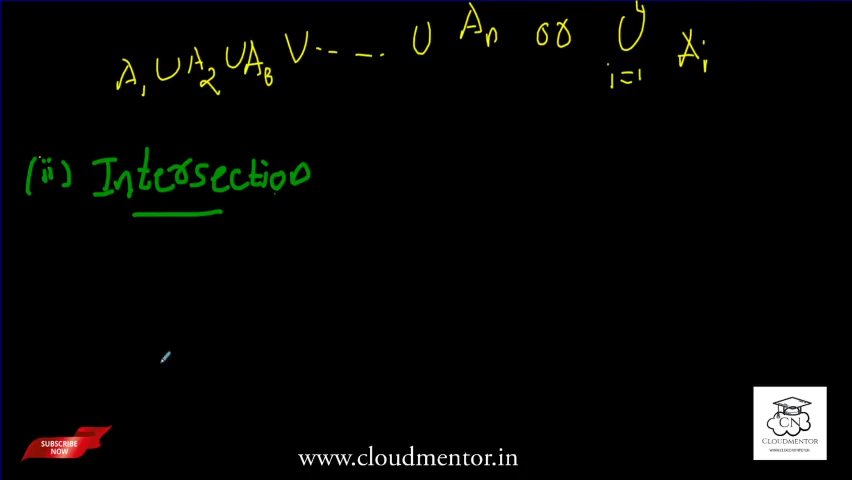 n
A₁ ∪ A₂ ∪ A₃ ∪ ... ... ∪ Aₙ or ∪ Aᵢ
i=1
(ii) Intersection
SUBSCRIBE
NOW
CN
CLOUDMENTOR
www.cloudmentor.in